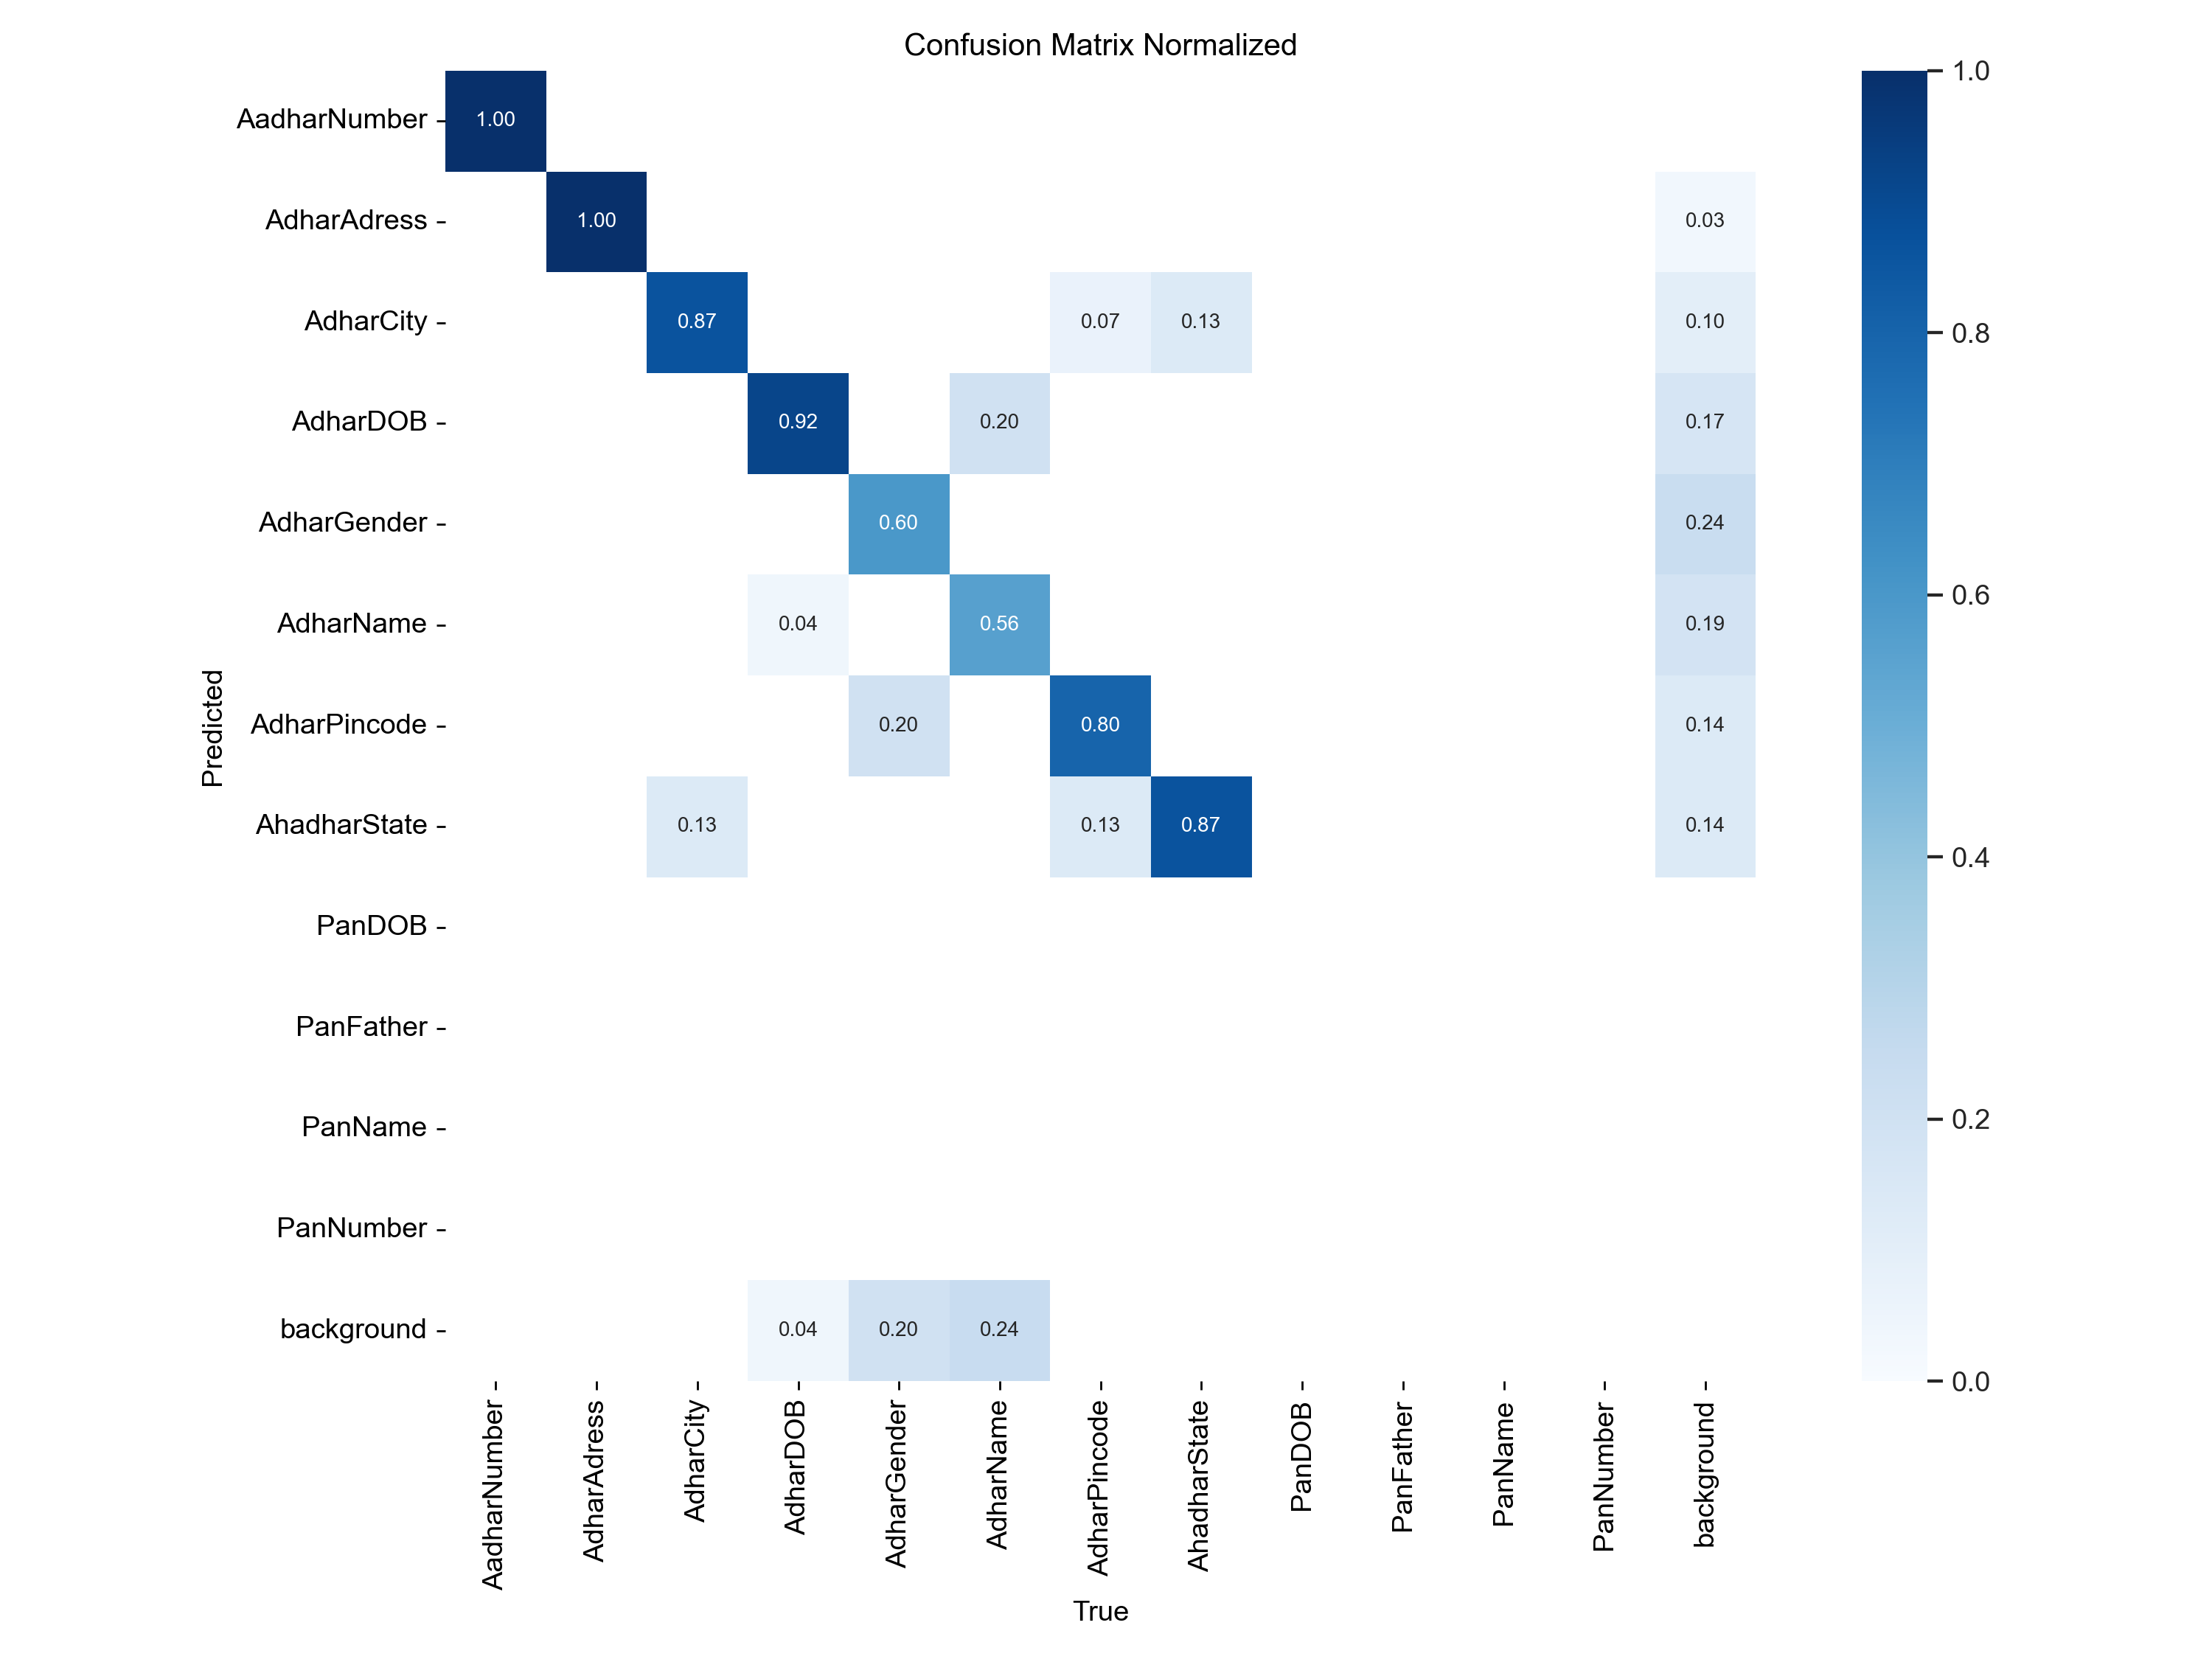 Confusion Matrix Normalized
AadharNumber
1.00
AdharAdress
1.00
0.03
AdharCity
0.87
0.07
0.13
0.10
AdharDOB
0.92
0.20
0.17
AdharGender
0.60
0.24
AdharName
0.04
0.56
0.19
AdharPincode
0.20
0.80
0.14
AhadharState
0.13
0.13
0.87
0.14
PanDOB
PanFather
PanName
PanNumber
background
0.04
0.20
0.24
Predicted
AadharNumber
AdharAdress
AdharCity
AdharDOB
AdharGender
AdharName
AdharPincode
AhadharState
PanDOB
PanFather
PanName
PanNumber
background
True
1.0
0.8
0.6
0.4
0.2
0.0